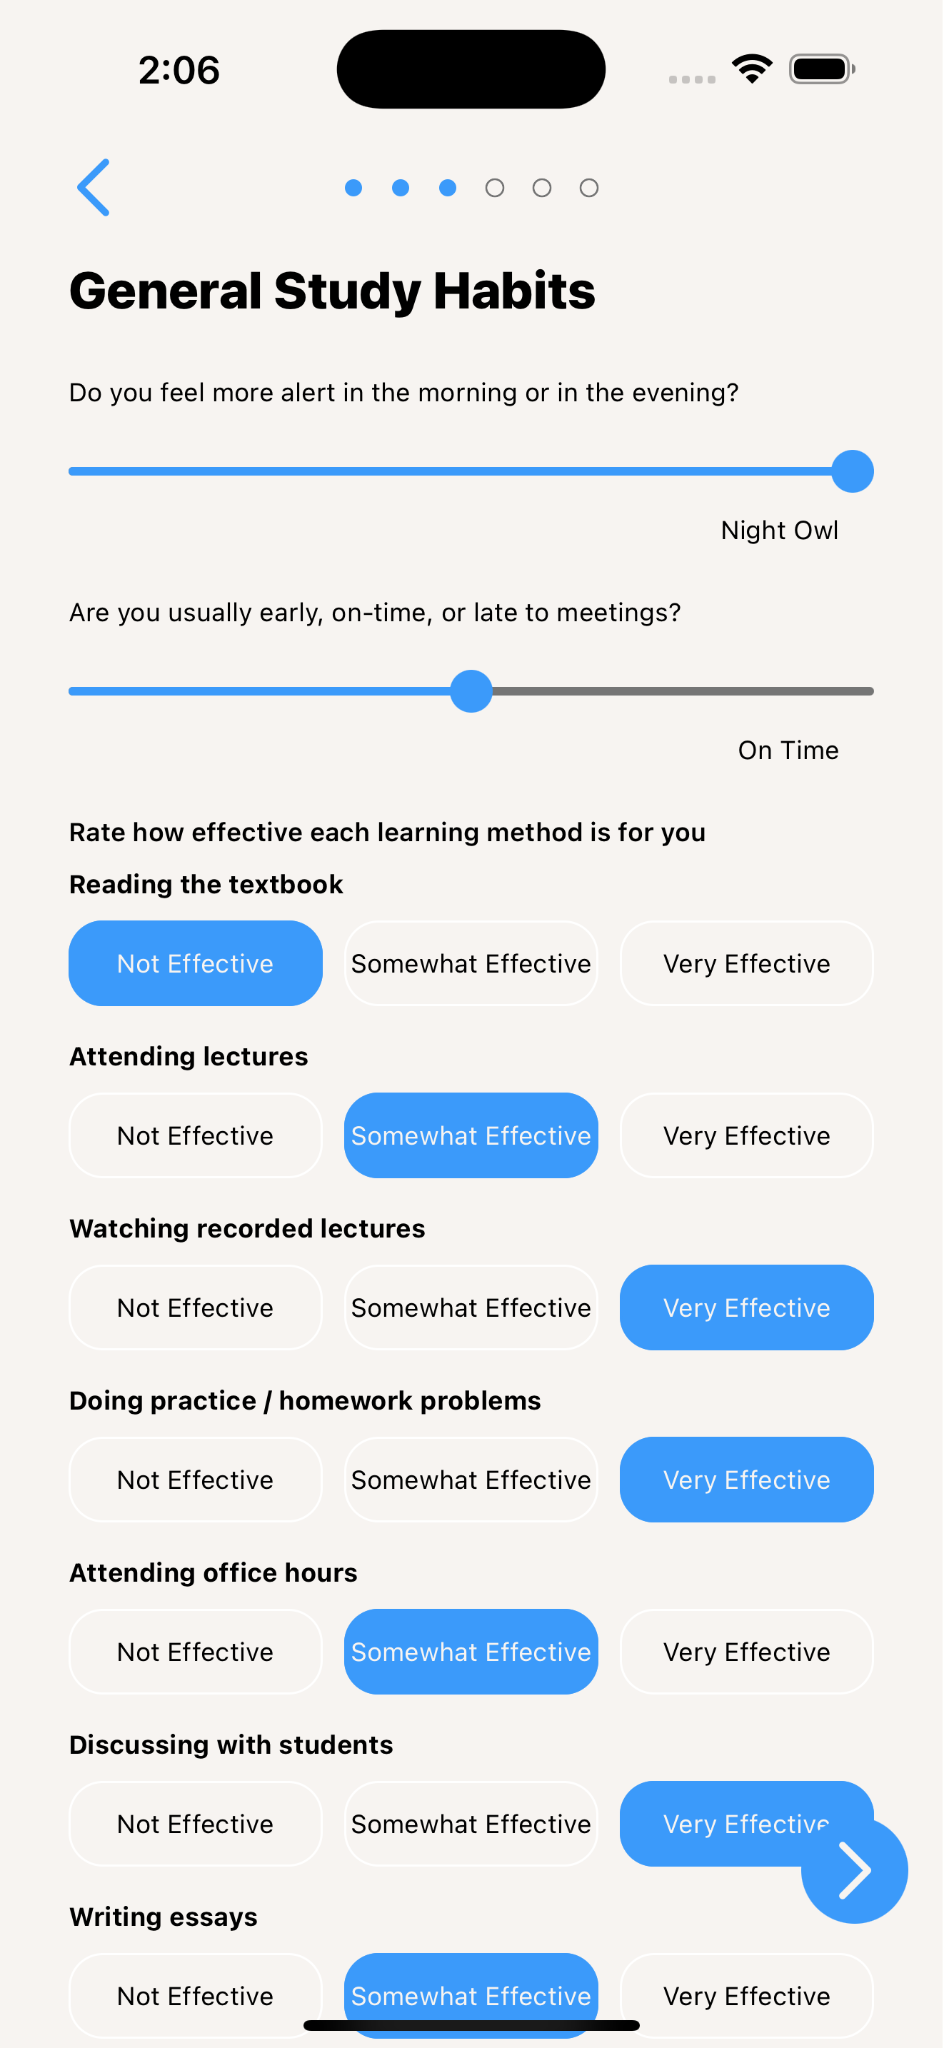 2:06
General Study Habits
Do you feel more alert in the morning or in the evening?
Night Owl
Are you usually early, on-time, or late to meetings?
On Time
Rate how effective each learning method is for you
Reading the textbook
Not Effective Somewhat Effective Very Effective
Attending lectures
Not Effective Somewhat Effective Very Effective
Watching recorded lectures
Not Effective Somewhat Effective Very Effective
Doing practice / homework problems
Not Effective Somewhat Effective Very Effective
Attending office hours
Not Effective Somewhat Effective Very Effective
Discussing with students
Not Effective Somewhat Effective Very Effective
Writing essays
Not Effective Somewhat Effective Very Effective